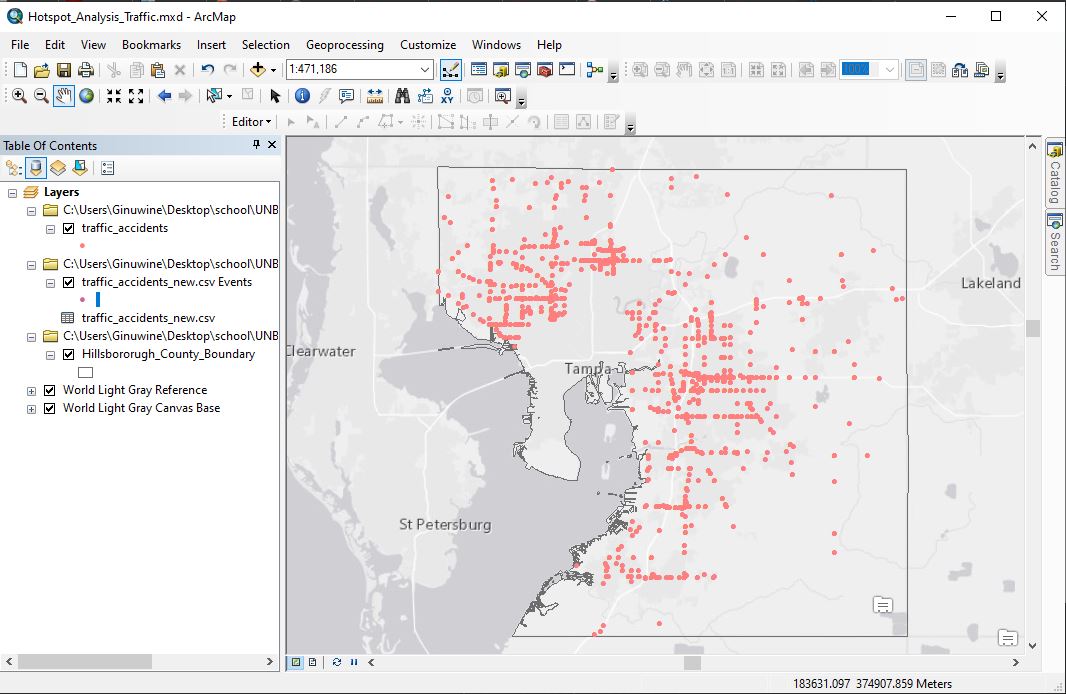 Hotspot_Analysis_Traffic.mxd - ArcMap
File Edit View Bookmarks Insert Selection Geoprocessing Customize Windows Help
1:471,186
100%
Editor
Table Of Contents
Layers
C:\Users\Ginuwine\Desktop\school\UNB
traffic_accidents
C:\Users\Ginuwine\Desktop\school\UNB
traffic_accidents_new.csv Events
traffic_accidents_new.csv
C:\Users\Ginuwine\Desktop\school\UNB
Hillsbororugh_County_Boundary
World Light Gray Reference
World Light Gray Canvas Base
Lakeland
Clearwater
Tampa
St Petersburg
Catalog
Search
183631.097 374907.859 Meters